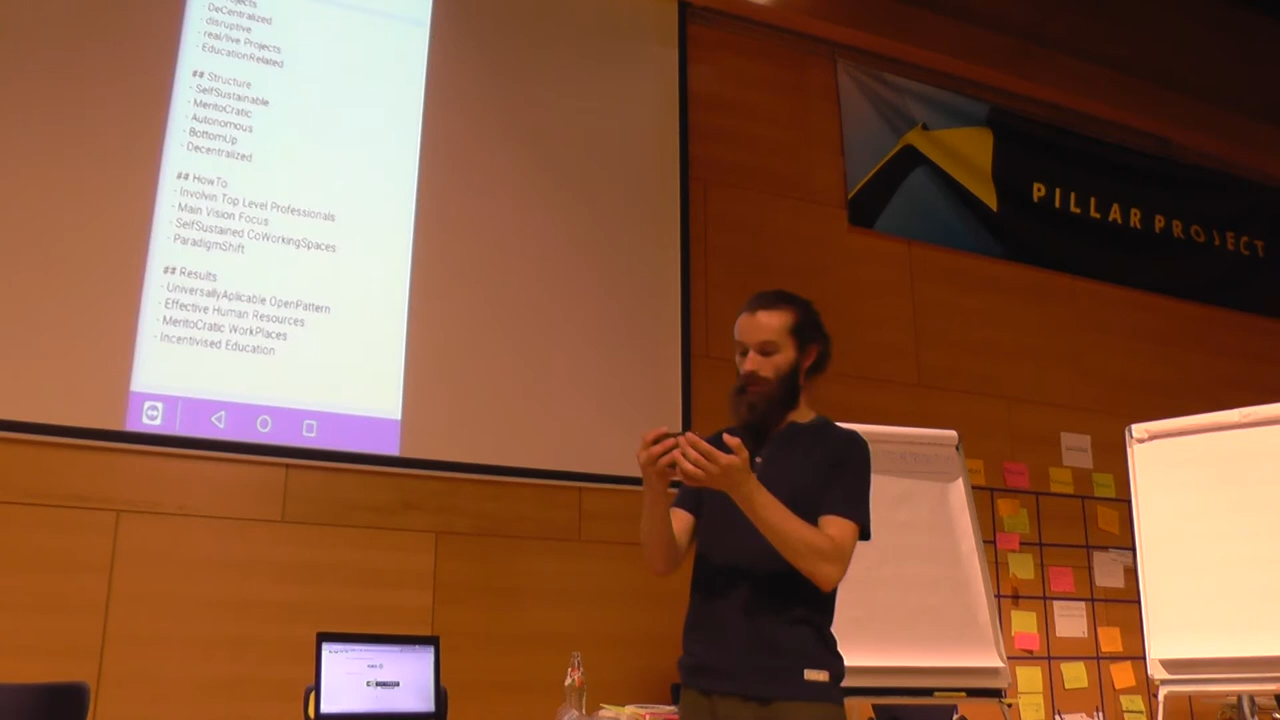 - DeCentralized
- disruptive
- real/live Projects
- EducationRelated
## Structure
- SelfSustainable
- MeritoCratic
- Autonomous
- BottomUp
- Decentralized
## HowTo
- Involvin Top Level Professionals
- Main Vision Focus
- SelfSustained CoWorkingSpaces
- ParadigmShift
## Results
- UniversallyAplicable OpenPattern
- Effective Human Resources
- MeritoCratic WorkPlaces
- Incentivised Education
PILLAR PROJECT